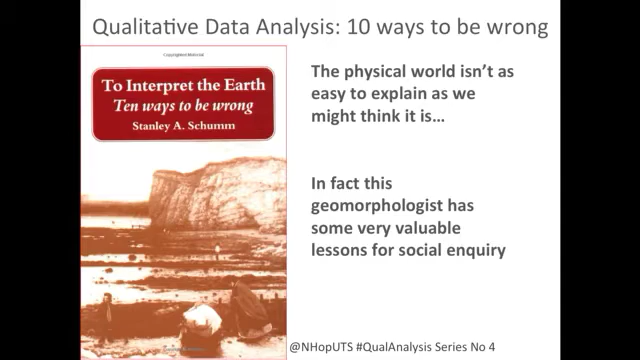 Qualitative Data Analysis: 10 ways to be wrong
To Interpret the Earth
Ten ways to be wrong
Stanley A. Schumm
The physical world isn't as
easy to explain as we
might think it is...
In fact this
geomorphologist has
some very valuable
lessons for social enquiry
@NHopUTS #QualAnalysis Series No 4